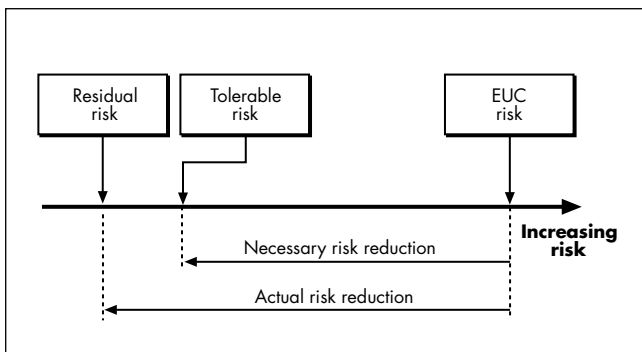 Residual
risk
Tolerable
risk
EUC
risk
Increasing
risk
Necessary risk reduction
Actual risk reduction